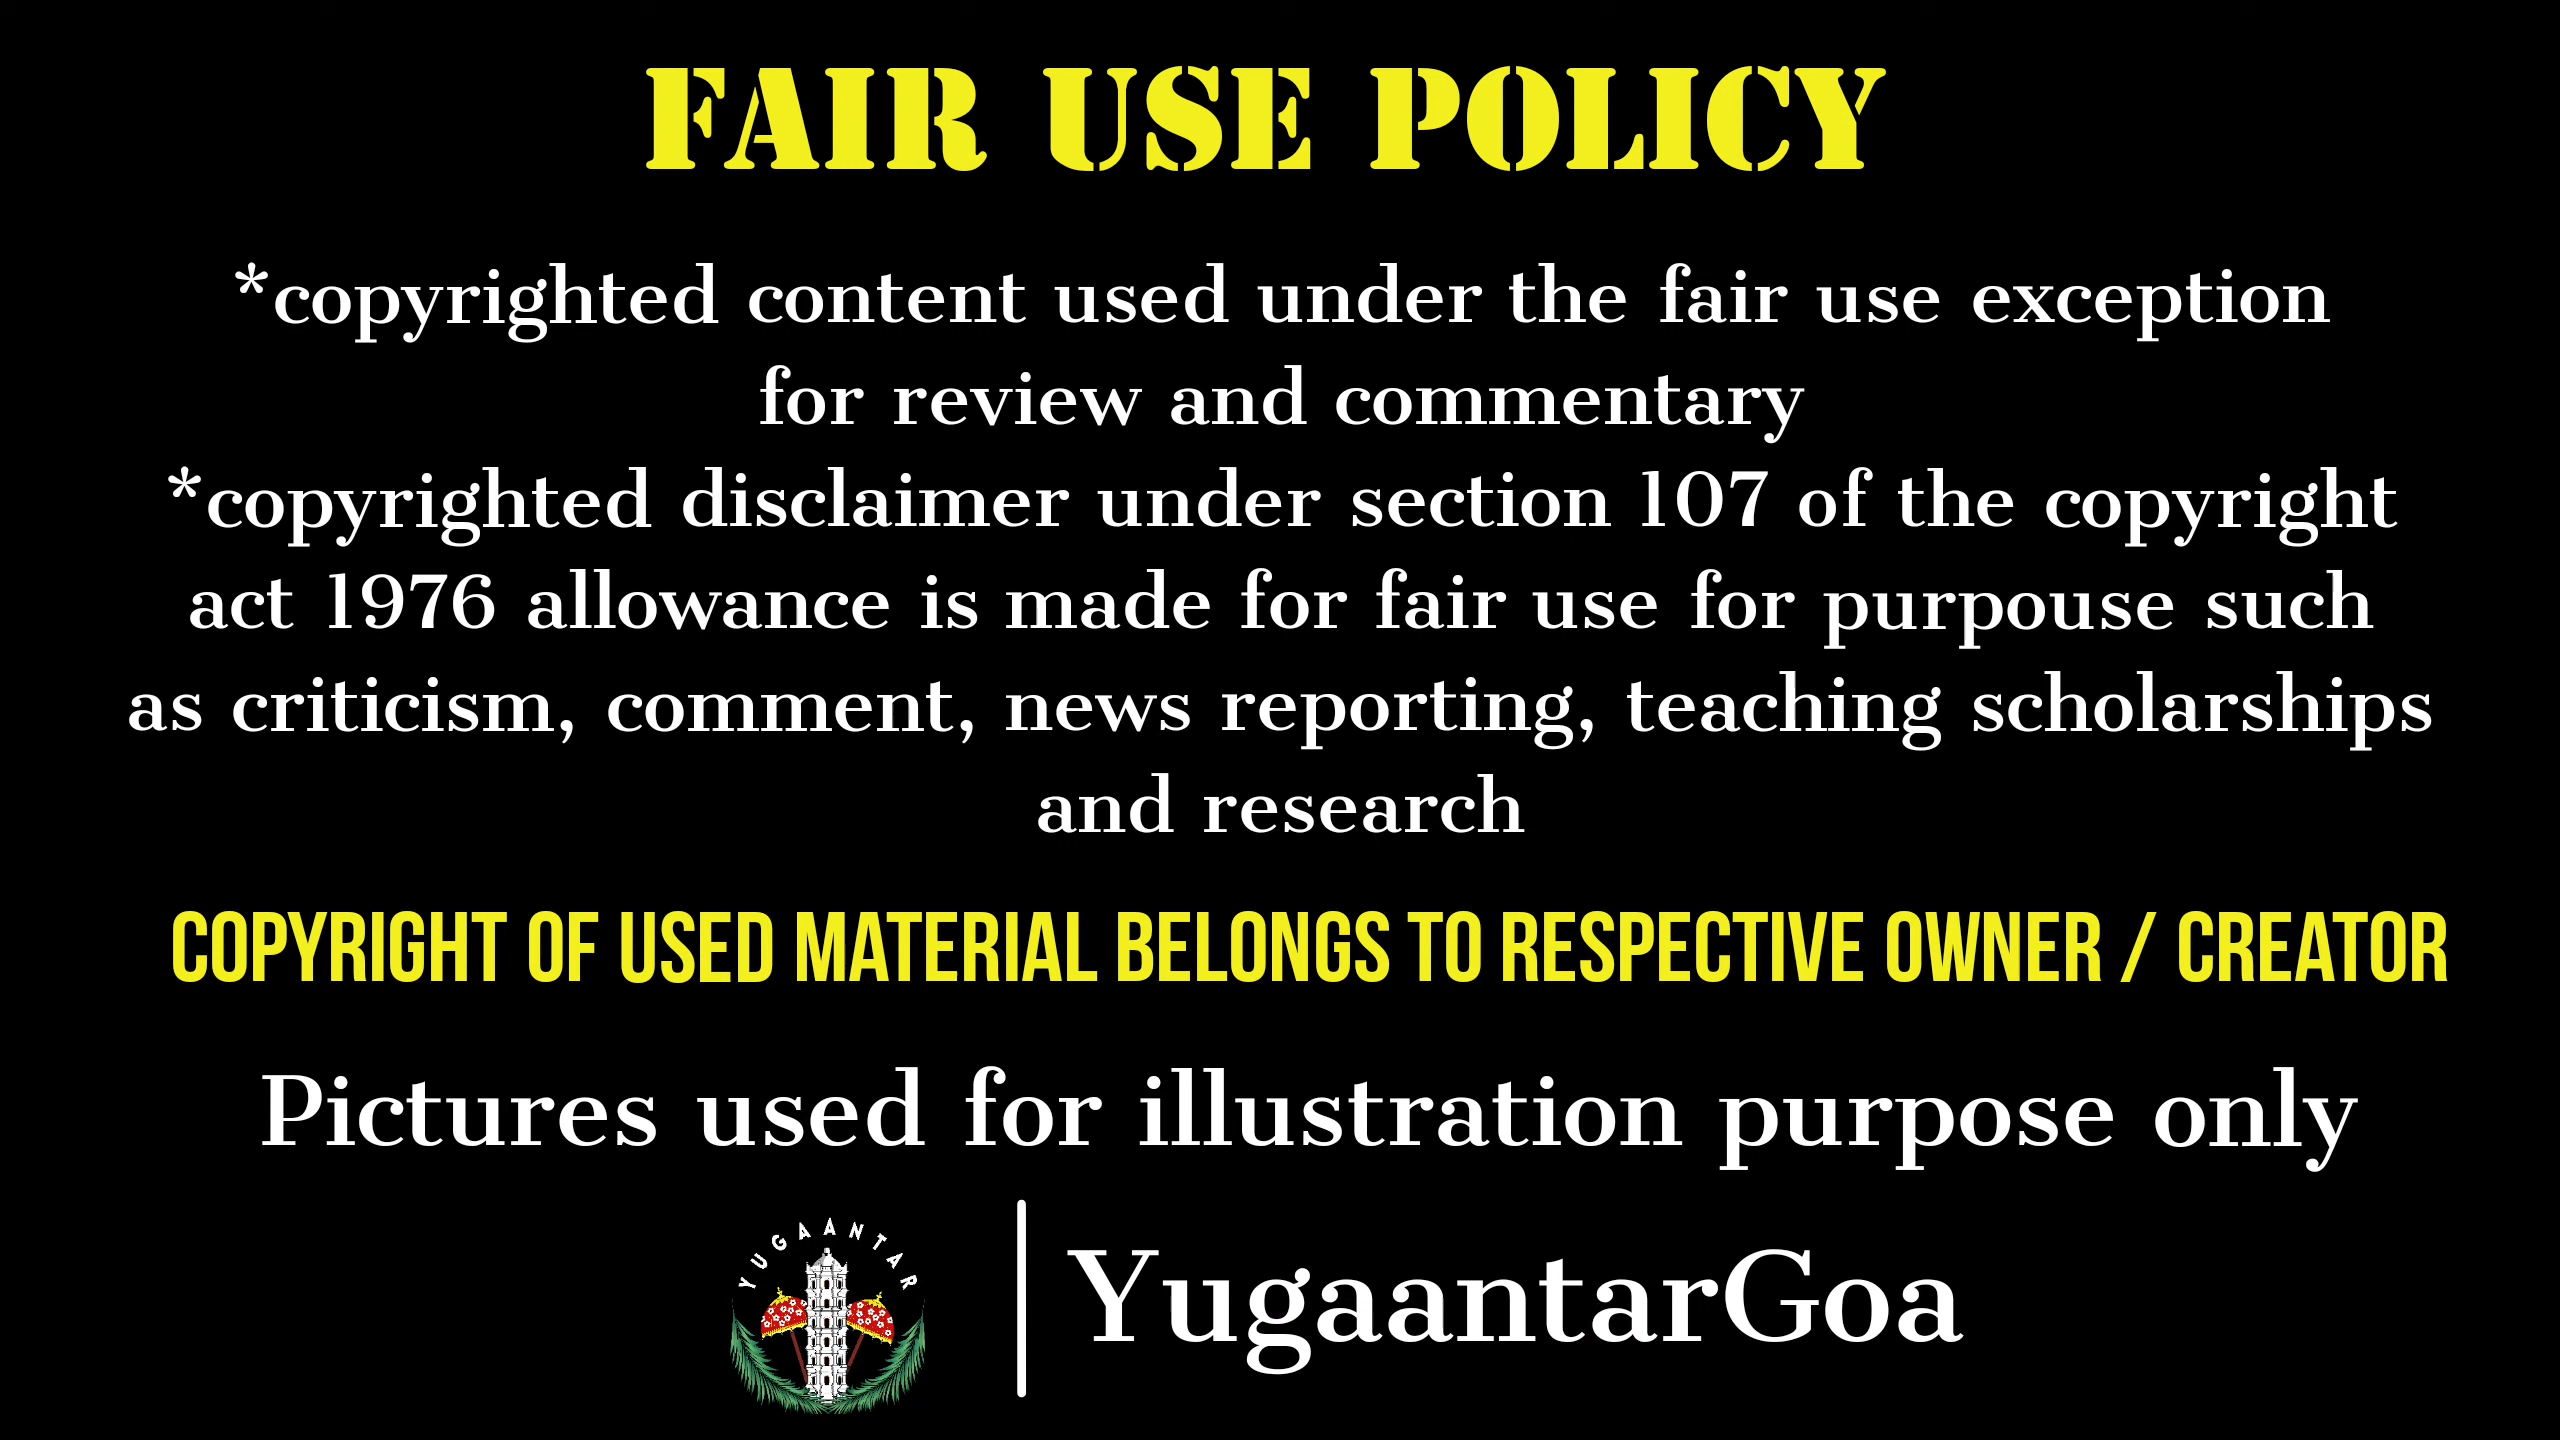 FAIR USE POLICY
*copyrighted content used under the fair use exception
for review and commentary
*copyrighted disclaimer under section 107 of the copyright
act 1976 allowance is made for fair use for purpouse such
as criticism, comment, news reporting, teaching scholarships
and research
COPYRIGHT OF USED MATERIAL BELONGS TO RESPECTIVE OWNER / CREATOR
Pictures used for illustration purpose only
YUGAANTAR
YugaantarGoa